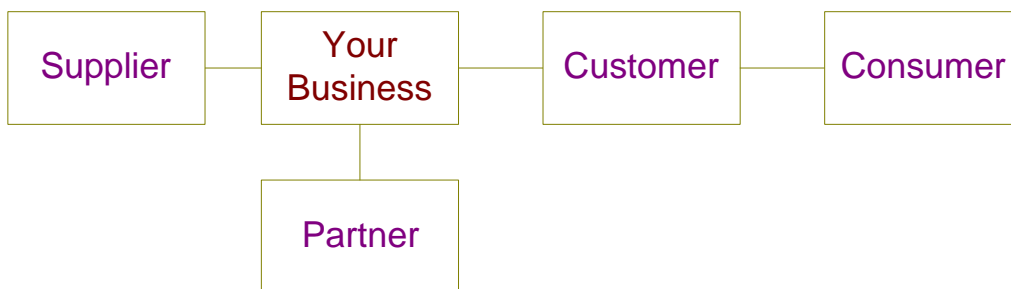 Supplier
Your
Business
Customer
Consumer
Partner